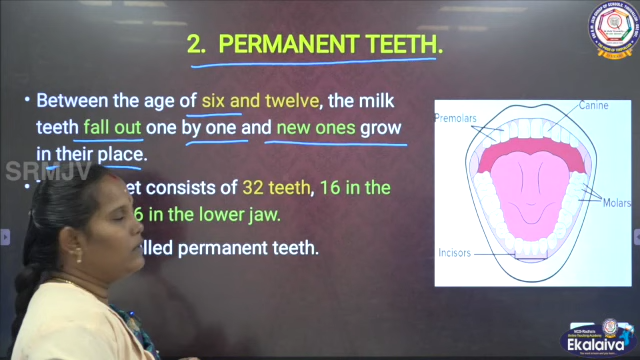 2. PERMANENT TEETH.
• Between the age of six and twelve, the milk
teeth fall out one by one and new ones grow
in their place.
SRMJV
et consists of 32 teeth, 16 in the
6 in the lower jaw.
lled permanent teeth.
Canine
Premolars
Molars
Incisors
Ekalaiva